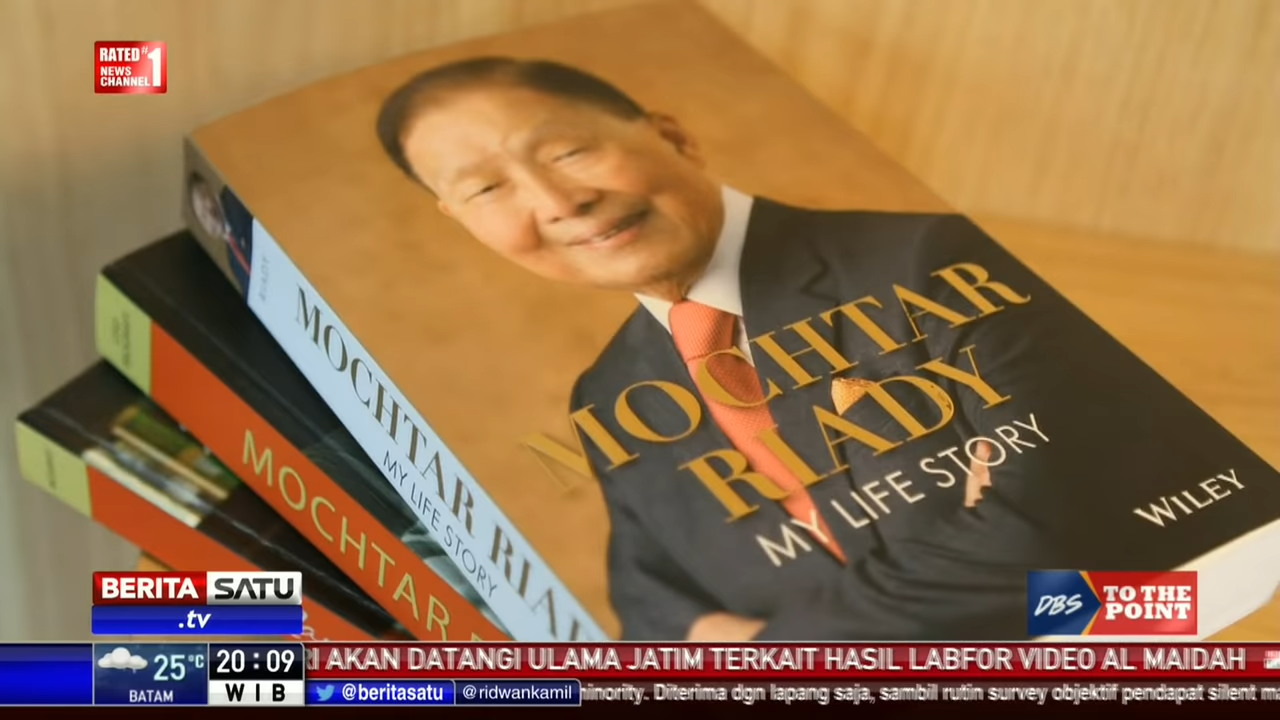 RATED #1
NEWS
CHANNEL
MOCHTAR
RIADY
MY LIFE STORY
WILEY
MOCHTAR RIAD
MY LIFE STORY
RIADY
MOCHTAR
BERITA SATU
.tv
DBS TO THE
POINT
25°C
BATAM
20:09
WIB
I AKAN DATANGI ULAMA JATIM TERKAIT HASIL LABFOR VIDEO AL MAIDAH
@beritasatu @ridwankamil
minority. Diterima dgn lapang saja, sambil rutin survey objektif pendapat silent ma